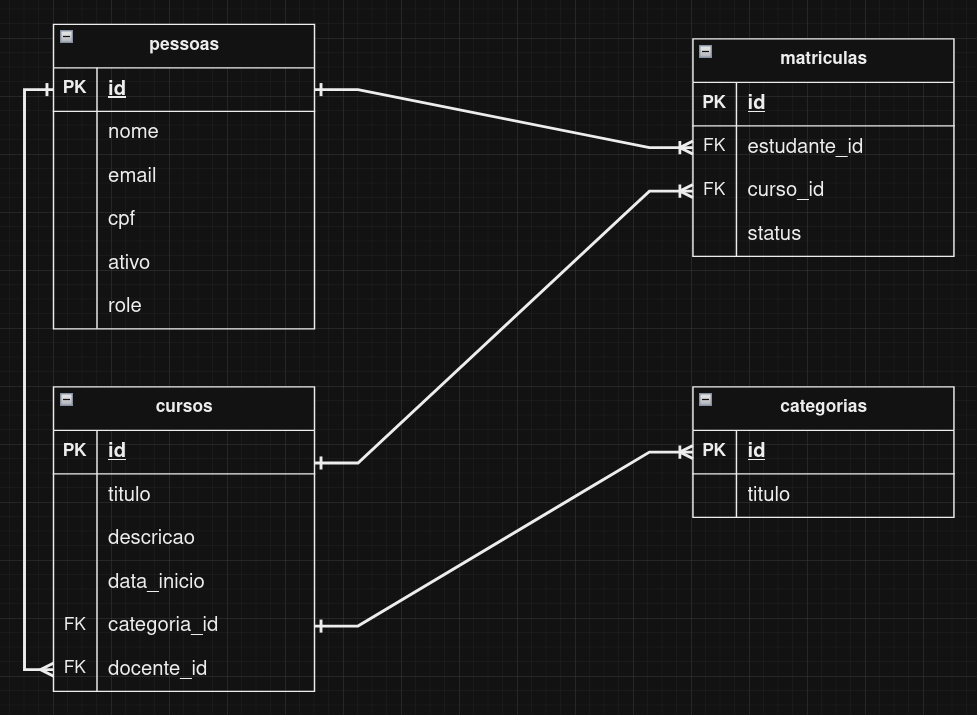 pessoas
PK id
nome
email
cpf
ativo
role
matriculas
PK id
FK estudante_id
FK curso_id
status
cursos
PK id
titulo
descricao
data_inicio
FK categoria_id
FK docente_id
categorias
PK id
titulo